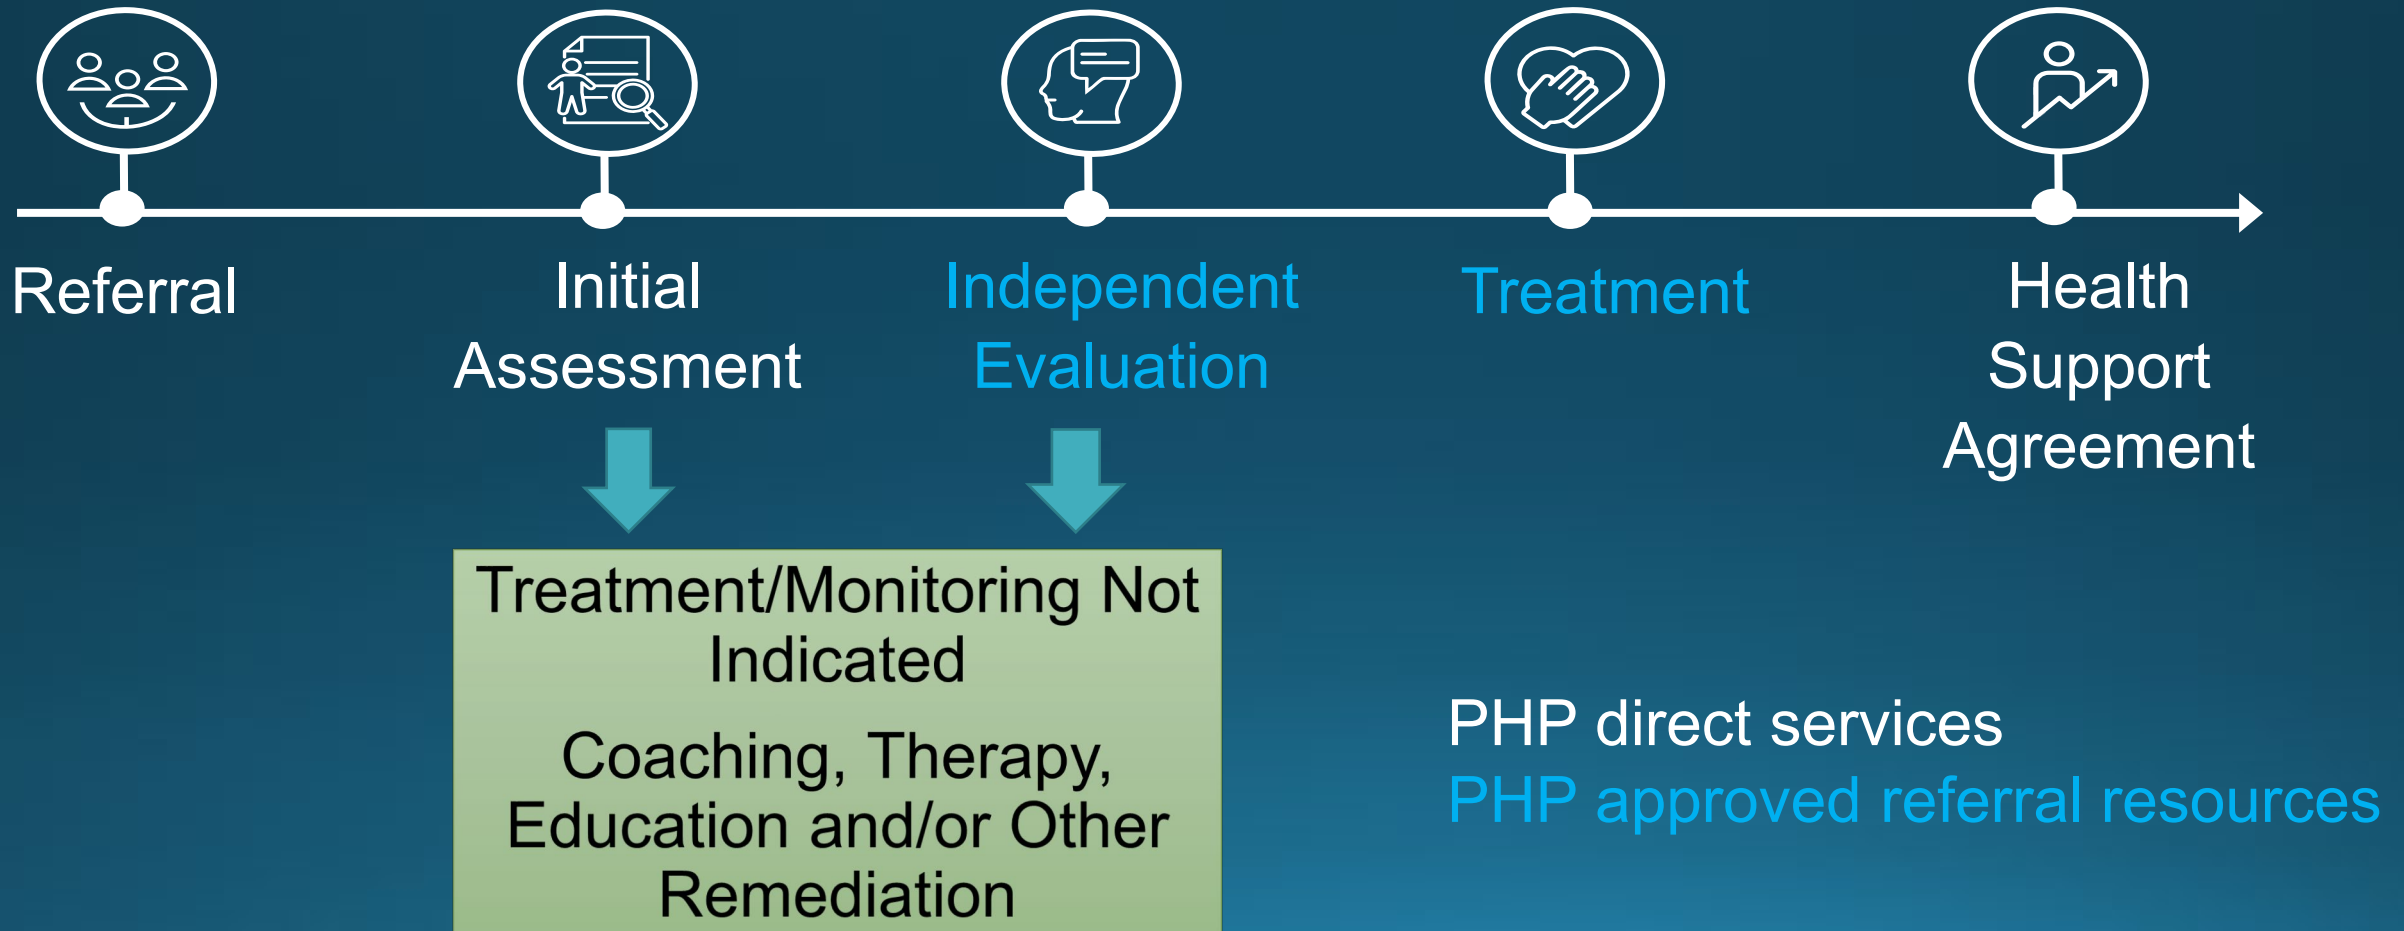 Referral
Initial
Assessment
Independent
Evaluation
Treatment
Health
Support
Agreement
Treatment/Monitoring Not
Indicated
Coaching, Therapy,
Education and/or Other
Remediation
PHP direct services
PHP approved referral resources